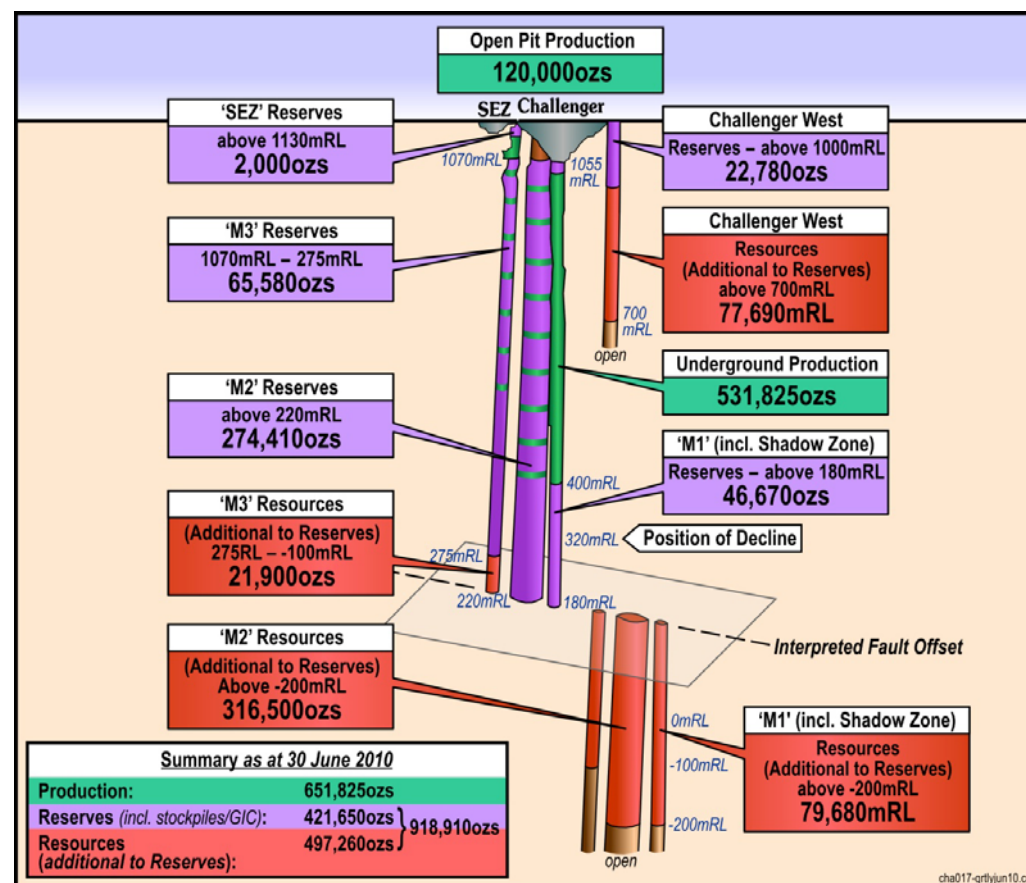 Open Pit Production
120,000ozs
SEZ Challenger
'SEZ' Reserves
above 1130mRL
2,000ozs
1070mRL
1055
mRL
Challenger West
Reserves – above 1000mRL
22,780ozs
'M3' Reserves
1070mRL – 275mRL
65,580ozs
Challenger West
Resources
(Additional to Reserves)
above 700mRL
77,690mRL
700
mRL
open
Underground Production
531,825ozs
'M2' Reserves
above 220mRL
274,410ozs
'M1' (incl. Shadow Zone)
Reserves – above 180mRL
46,670ozs
400mRL
'M3' Resources
(Additional to Reserves)
275RL – -100mRL
21,900ozs
320mRL
Position of Decline
275mRL
220mRL
180mRL
Interpreted Fault Offset
'M2' Resources
(Additional to Reserves)
Above -200mRL
316,500ozs
0mRL
-100mRL
-200mRL
open
'M1' (incl. Shadow Zone)
Resources
(Additional to Reserves)
above -200mRL
79,680mRL
Summary as at 30 June 2010
Production: 651,825ozs
Reserves (incl. stockpiles/GIC): 421,650ozs
918,910ozs
Resources 497,260ozs
(additional to Reserves):
cha017-qrtlyjun10.c